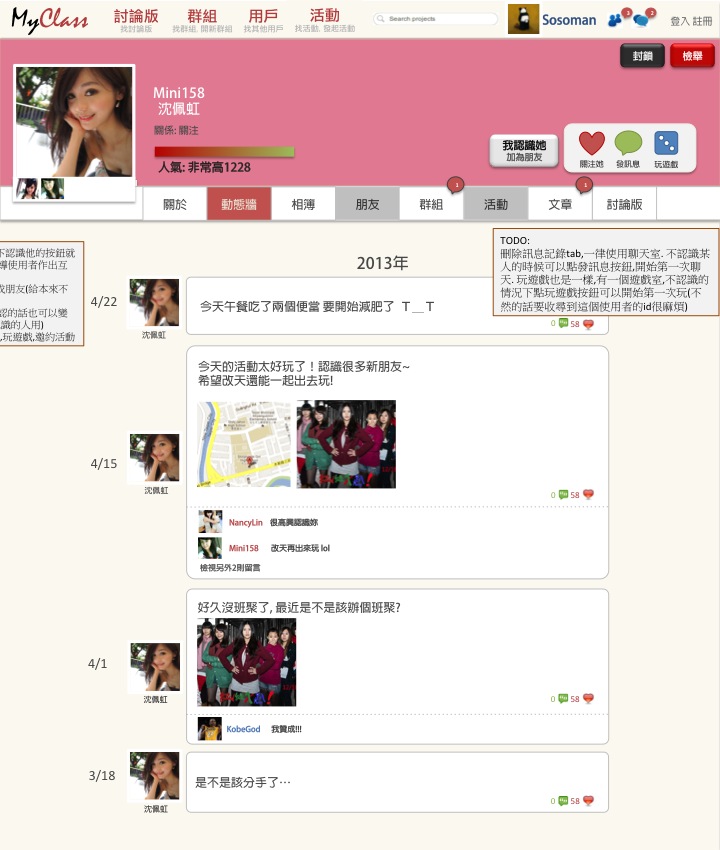 MyClass
討論版 群組 用戶 活動
找討論版 找群組, 開新群組 找其他用戶 找活動, 發起活動
Search projects
Sosoman
3
2
登入 註冊
封鎖 檢舉
Mini158
沈佩虹
關係: 關注
人氣: 非常高1228
我認識她
加為朋友
關注她 發訊息 玩遊戲
關於 動態牆 相簿 朋友 群組 1 活動 文章 1 討論版
不認識他的按鈕就
導使用者作出互
找朋友(給本來不
認的話也可以變
識的人用)
,玩遊戲,邀約活動
TODO:
刪除訊息記錄tab,一律使用聊天室. 不認識某
人的時候可以點發訊息按鈕,開始第一次聊
天. 玩遊戲也是一樣,有一個遊戲室,不認識的
情況下點玩遊戲按鈕可以開始第一次玩(不
然的話要收尋到這個使用者的id很麻煩)
2013年
4/22
沈佩虹
今天午餐吃了兩個便當 要開始減肥了 T＿T
0 58
4/15
沈佩虹
今天的活動太好玩了！認識很多新朋友~
希望改天還能一起出去玩!
0 58
NancyLin 很高興認識妳
Mini158 改天再出來玩 lol
檢視另外2則留言
4/1
沈佩虹
好久沒班聚了, 最近是不是該辦個班聚?
0 58
KobeGod 我贊成!!!
3/18
沈佩虹
是不是該分手了…
0 58